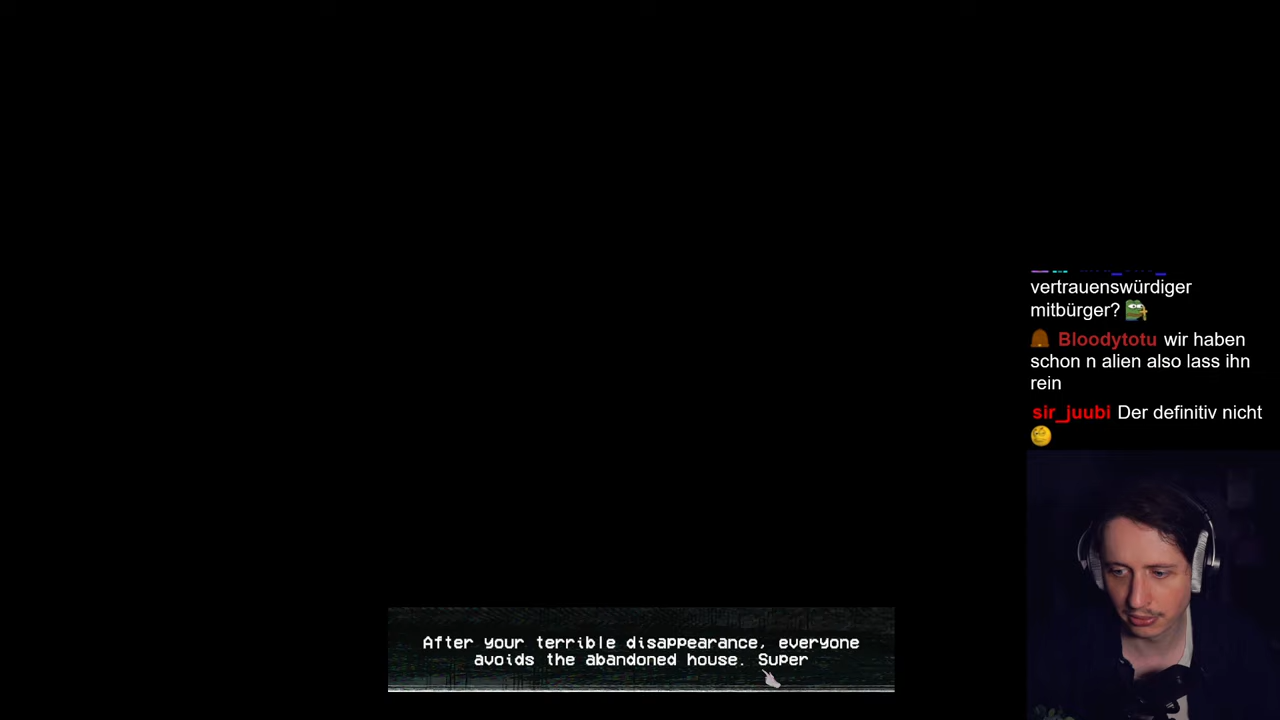 vertrauenswürdiger
mitbürger?
Bloodytotu wir haben
schon n alien also lass ihn
rein
sir_juubi Der definitiv nicht
After your terrible disappearance, everyone
avoids the abandoned house. Super